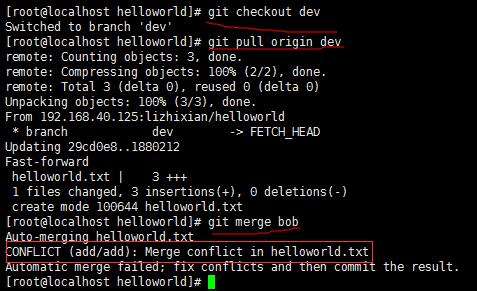 [root@localhost helloworld]# git checkout dev
Switched to branch 'dev'
[root@localhost helloworld]# git pull origin dev
remote: Counting objects: 3, done.
remote: Compressing objects: 100% (2/2), done.
remote: Total 3 (delta 0), reused 0 (delta 0)
Unpacking objects: 100% (3/3), done.
From 192.168.40.125:lizhixian/helloworld
 * branch            dev        -> FETCH_HEAD
Updating 29cd0e8..1880212
Fast-forward
 helloworld.txt |    3 +++
 1 files changed, 3 insertions(+), 0 deletions(-)
 create mode 100644 helloworld.txt
[root@localhost helloworld]# git merge bob
Auto-merging helloworld.txt
CONFLICT (add/add): Merge conflict in helloworld.txt
Automatic merge failed; fix conflicts and then commit the result.
[root@localhost helloworld]#